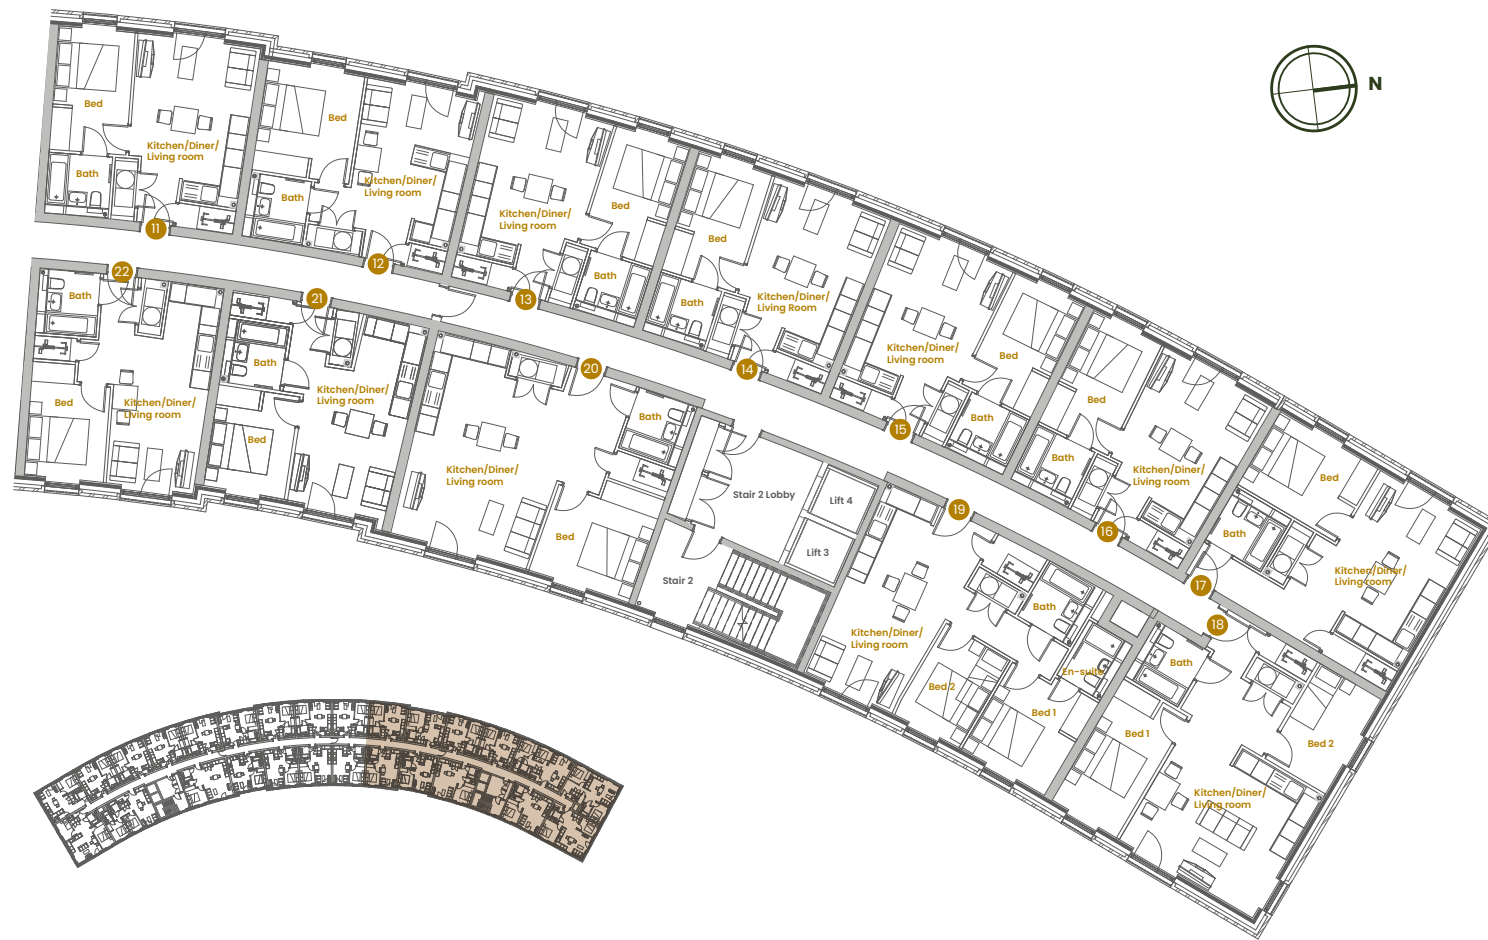 N
Bed
Kitchen/Diner/
Living room
Bath
11
Bed
Kitchen/Diner/
Living room
Bath
12
Kitchen/Diner/
Living room
Bed
Bath
13
Bed
Kitchen/Diner/
Living Room
Bath
14
Kitchen/Diner/
Living room
Bed
Bath
15
Bed
Kitchen/Diner/
Living room
Bath
16
Bed
Bath
Kitchen/Diner/
Living room
17
22
Bath
Bed
Kitchen/Diner/
Living room
21
Bath
Kitchen/Diner/
Living room
Bed
20
Bath
Kitchen/Diner/
Living room
Bed
Stair 2 Lobby
Lift 4
Lift 3
Stair 2
19
Bath
Kitchen/Diner/
Living room
En-suite
Bed 2
Bed 1
18
Bath
Bed 1
Bed 2
Kitchen/Diner/
Living room